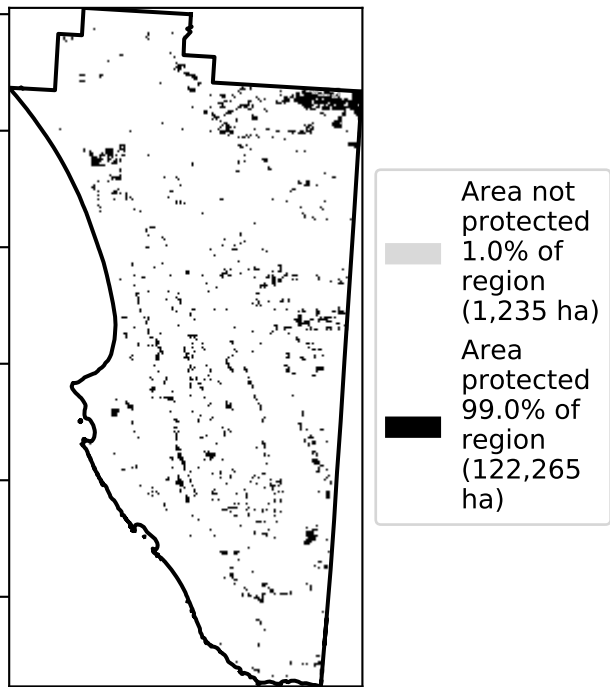 Area not
protected
1.0% of
region
(1,235 ha)
Area
protected
99.0% of
region
(122,265
ha)